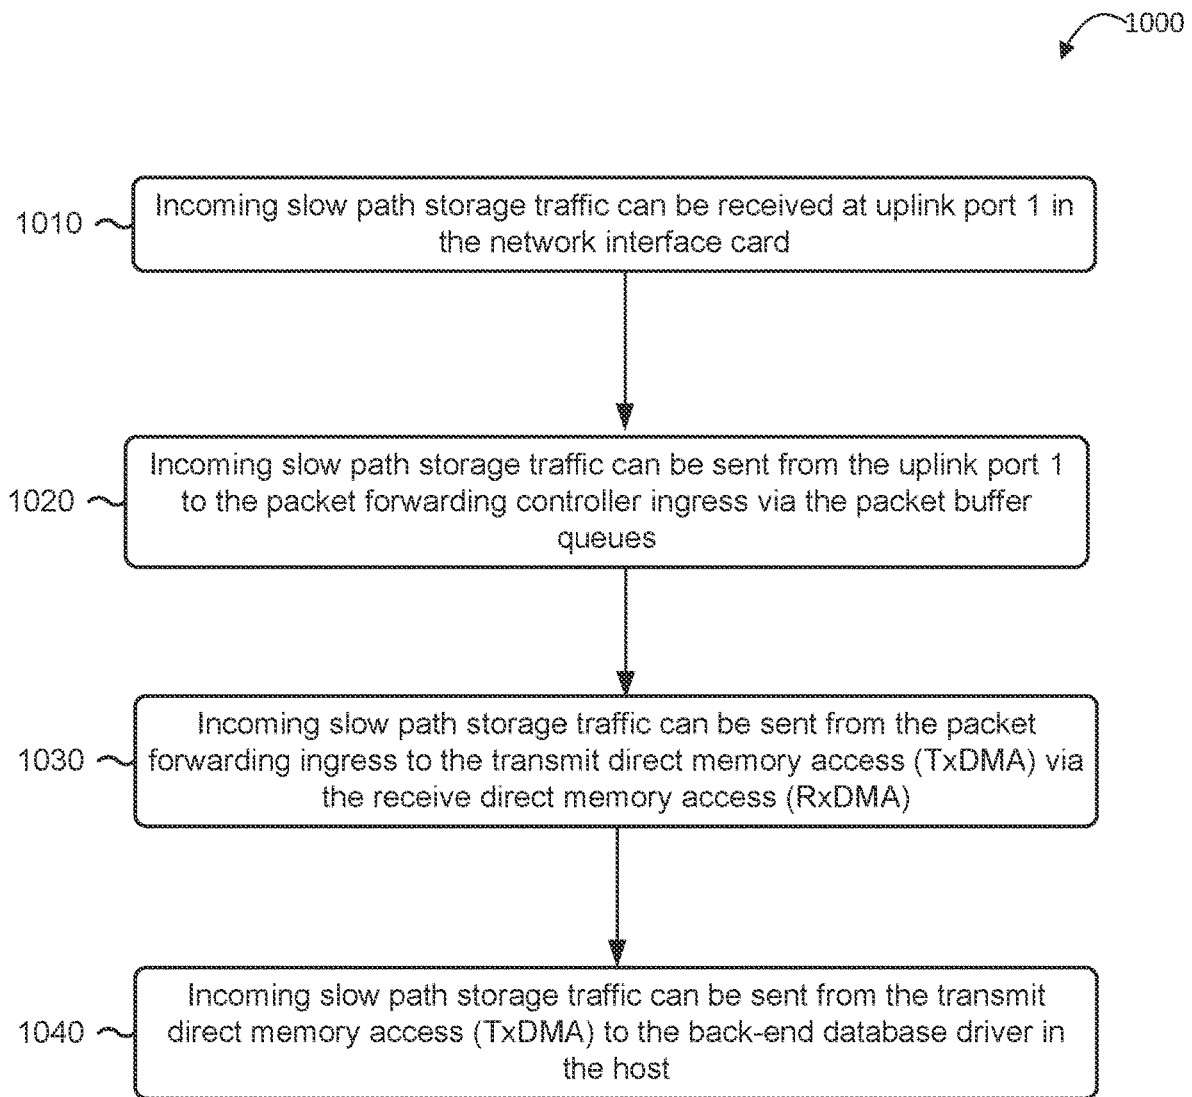 1000
1010
Incoming slow path storage traffic can be received at uplink port 1 in
the network interface card
1020
Incoming slow path storage traffic can be sent from the uplink port 1
to the packet forwarding controller ingress via the packet buffer
queues
1030
Incoming slow path storage traffic can be sent from the packet
forwarding ingress to the transmit direct memory access (TxDMA) via
the receive direct memory access (RxDMA)
1040
Incoming slow path storage traffic can be sent from the transmit
direct memory access (TxDMA) to the back-end database driver in
the host